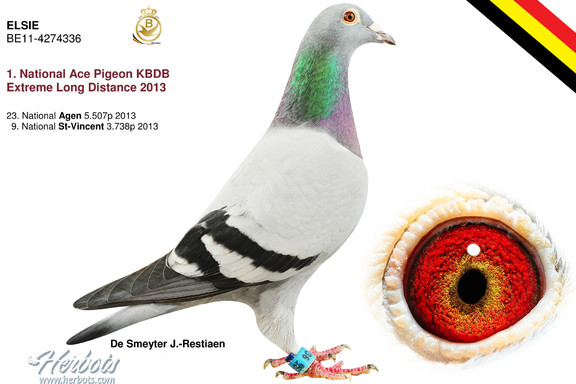 ELSIE
BE11-4274336
1. National Ace Pigeon KBDB
Extreme Long Distance 2013
23. National Agen 5.507p 2013
9. National St-Vincent 3.738p 2013
De Smeyter J.-Restiaen
Herbots
www.herbots.com